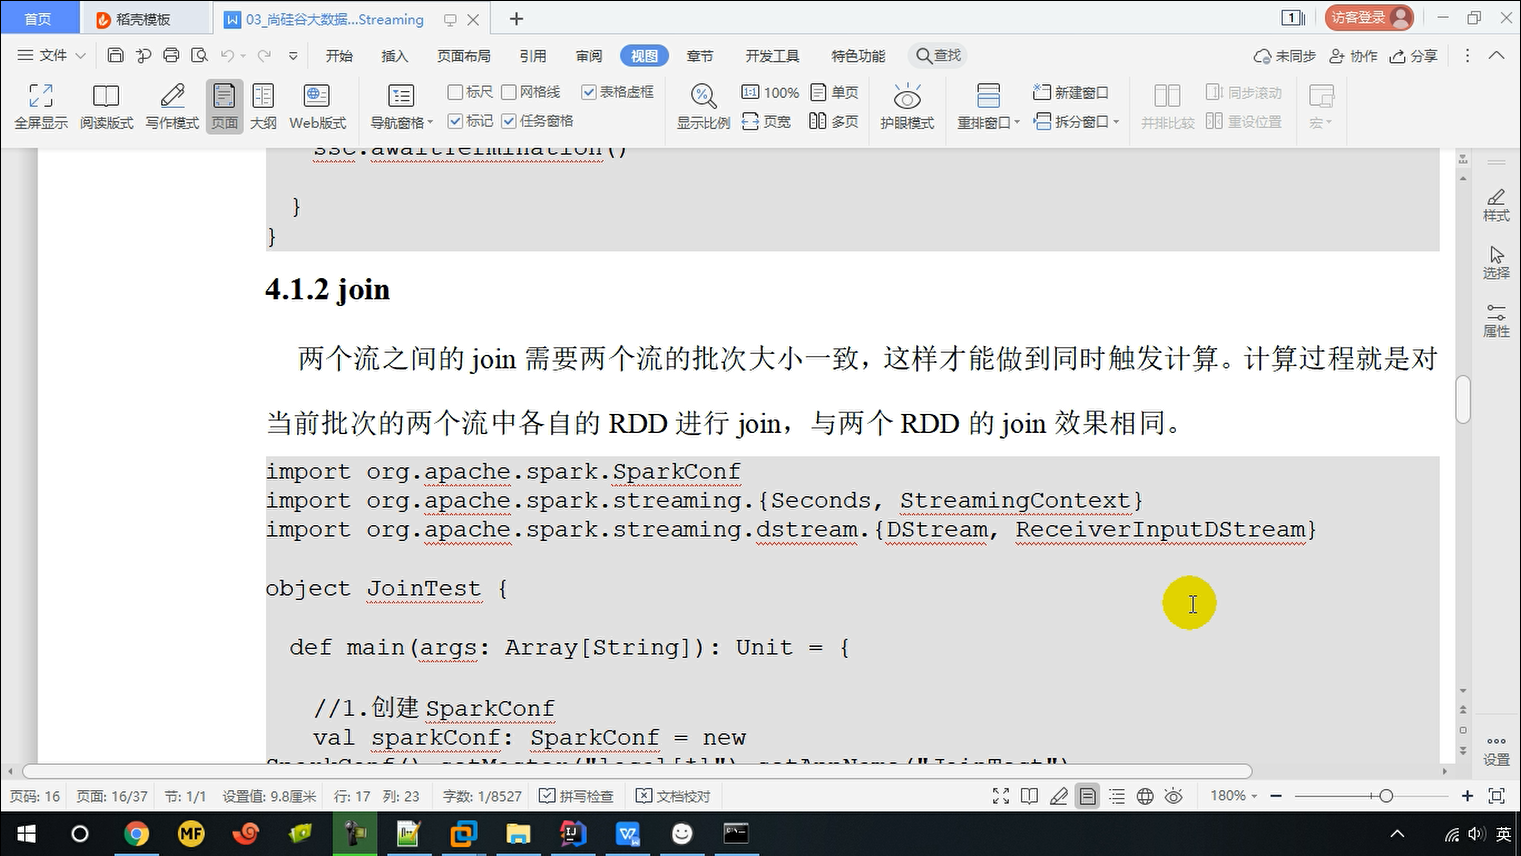 首页
稻壳模板
03_尚硅谷大数据...Streaming
1
访客登录
文件
开始
插入
页面布局
引用
审阅
视图
章节
开发工具
特色功能
查找
未同步
协作
分享
全屏显示
阅读版式
写作模式
页面
大纲
Web版式
导航窗格
标尺
网格线
表格虚框
标记
任务窗格
显示比例
100%
页宽
单页
多页
护眼模式
重排窗口
新建窗口
拆分窗口
并排比较
同步滚动
重设位置
宏
ssc.awaitTermination()
}
}
4.1.2 join
两个流之间的 join 需要两个流的批次大小一致，这样才能做到同时触发计算。计算过程就是对
当前批次的两个流中各自的 RDD 进行 join，与两个 RDD 的 join 效果相同。
import org.apache.spark.SparkConf
import org.apache.spark.streaming.{Seconds, StreamingContext}
import org.apache.spark.streaming.dstream.{DStream, ReceiverInputDStream}
object JoinTest {
def main(args: Array[String]): Unit = {
//1.创建 SparkConf
val sparkConf: SparkConf = new
SparkConf().setMaster("local[*]").setAppName("JoinTest")
样式
选择
属性
设置
页码: 16
页面: 16/37
节: 1/1
设置值: 9.8厘米
行: 17
列: 23
字数: 1/8527
拼写检查
文档校对
180%
MF
英